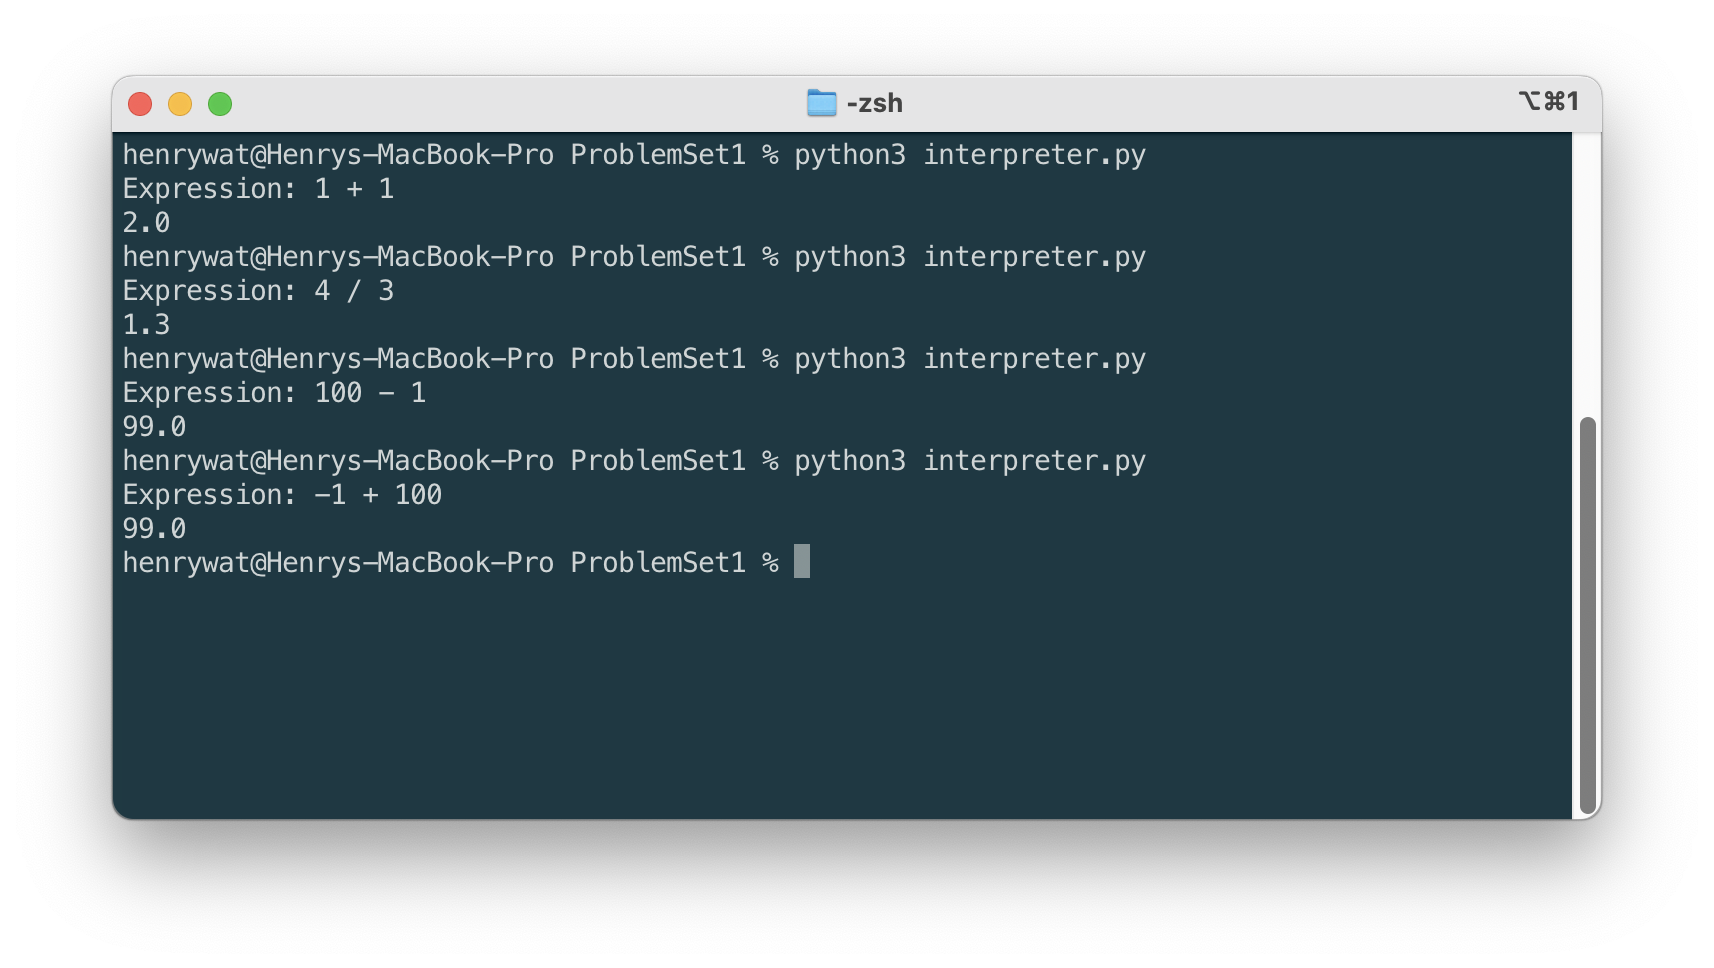 -zsh
⌥⌘1
henrywat@Henrys-MacBook-Pro ProblemSet1 % python3 interpreter.py
Expression: 1 + 1
2.0
henrywat@Henrys-MacBook-Pro ProblemSet1 % python3 interpreter.py
Expression: 4 / 3
1.3
henrywat@Henrys-MacBook-Pro ProblemSet1 % python3 interpreter.py
Expression: 100 - 1
99.0
henrywat@Henrys-MacBook-Pro ProblemSet1 % python3 interpreter.py
Expression: -1 + 100
99.0
henrywat@Henrys-MacBook-Pro ProblemSet1 %